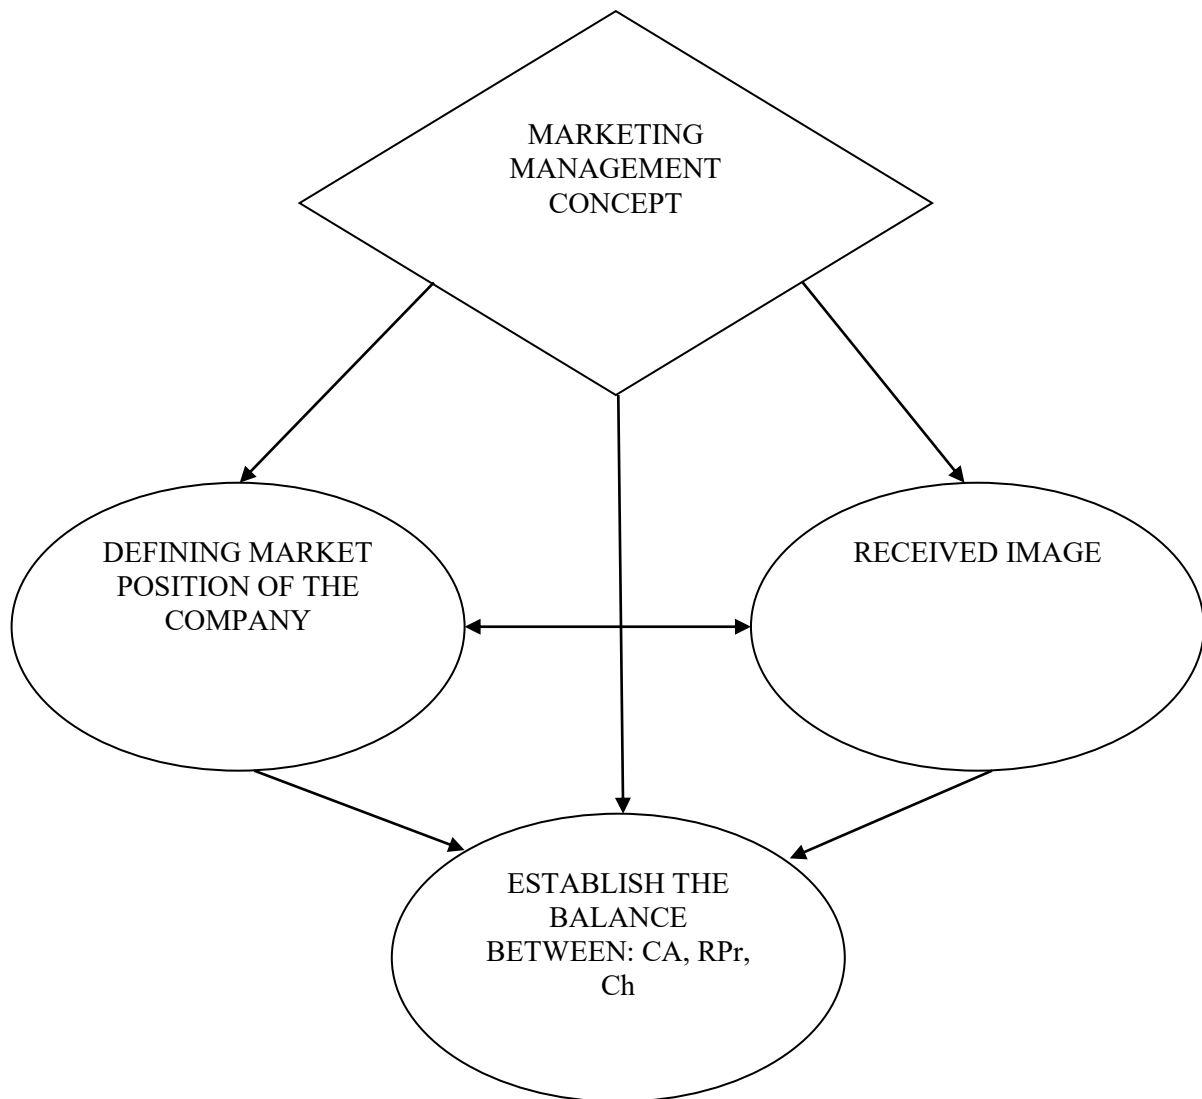 MARKETING
MANAGEMENT
CONCEPT
DEFINING MARKET
POSITION OF THE
COMPANY
RECEIVED IMAGE
ESTABLISH THE
BALANCE
BETWEEN: CA, RPr,
Ch